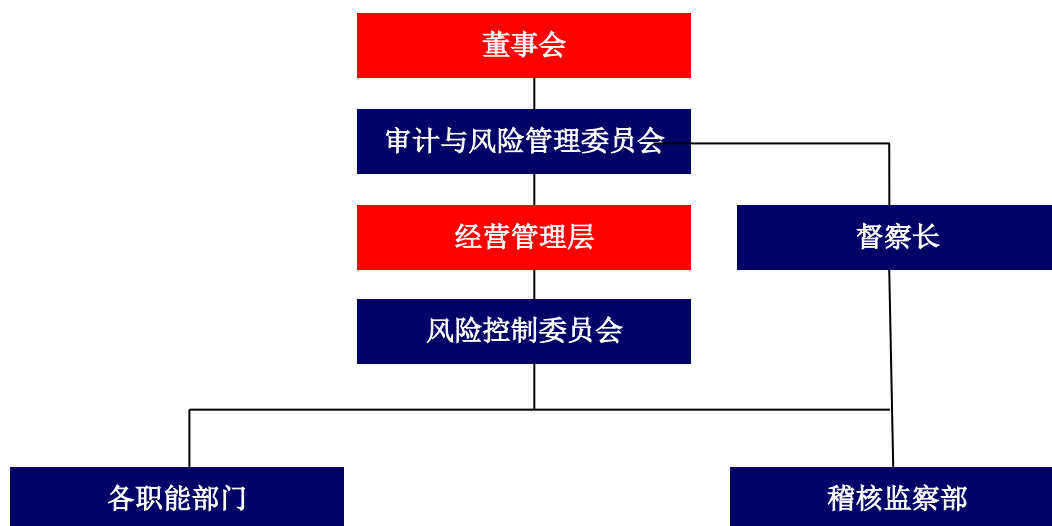 董事会
审计与风险管理委员会
经营管理层
督察长
风险控制委员会
各职能部门
稽核监察部